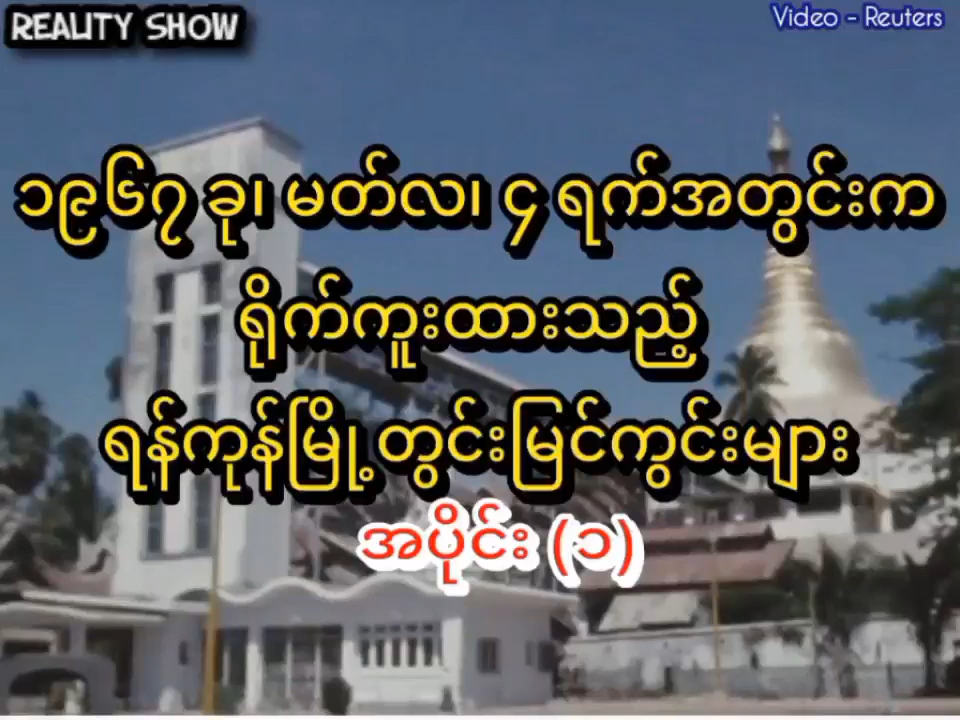 REALITY SHOW
Video - Reuters
၁၉၆၇ ခု၊ မတ်လ၊ ၄ ရက်အတွင်းက
ရိုက်ကူးထားသည့်
ရန်ကုန်မြို့တွင်းမြင်ကွင်းများ
အပိုင်း (၁)